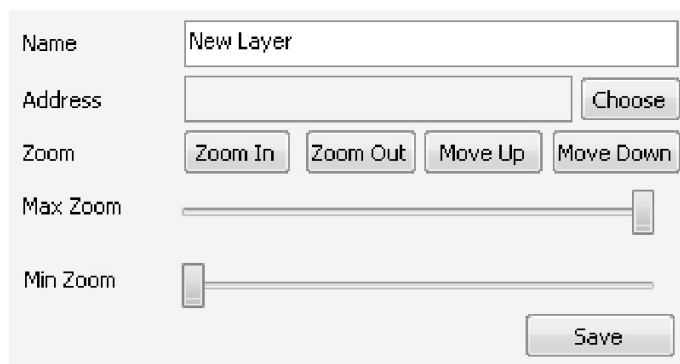 Name New Layer
Address Choose
Zoom Zoom In Zoom Out Move Up Move Down
Max Zoom
Min Zoom
Save